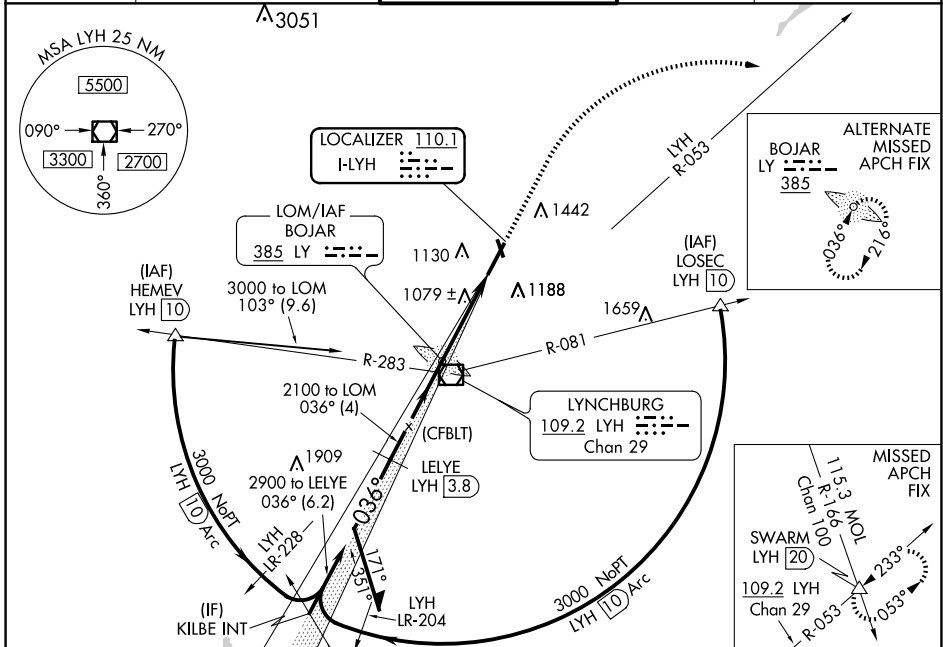 3051
MSA LYH 25 NM
5500
090°
270°
3300
2700
360°
LOCALIZER 110.1
I-LYH
LYH
R-053
ALTERNATE
MISSED
APCH FIX
BOJAR
LY
385
036°
216°
LOM/IAF
BOJAR
385 LY
1442
1130
1079 ±
1188
(IAF)
HEMEV
LYH 10
3000 to LOM
103° (9.6)
(IAF)
LOSEC
LYH 10
1659
R-283
R-081
2100 to LOM
036° (4)
LYNCHBURG
109.2 LYH
Chan 29
(CFBLT)
LELYE
LYH 3.8
1909
2900 to LELYE
036° (6.2)
036°
3000 NoPT
LYH 10 Arc
LYH
LR-228
171°
351°
LYH
LR-204
3000 NoPT
LYH 10 Arc
(IF)
KILBE INT
MISSED
APCH
FIX
115.3 MOL
Chan 100
R-166
SWARM
LYH 20
109.2 LYH
Chan 29
R-053
233°
053°